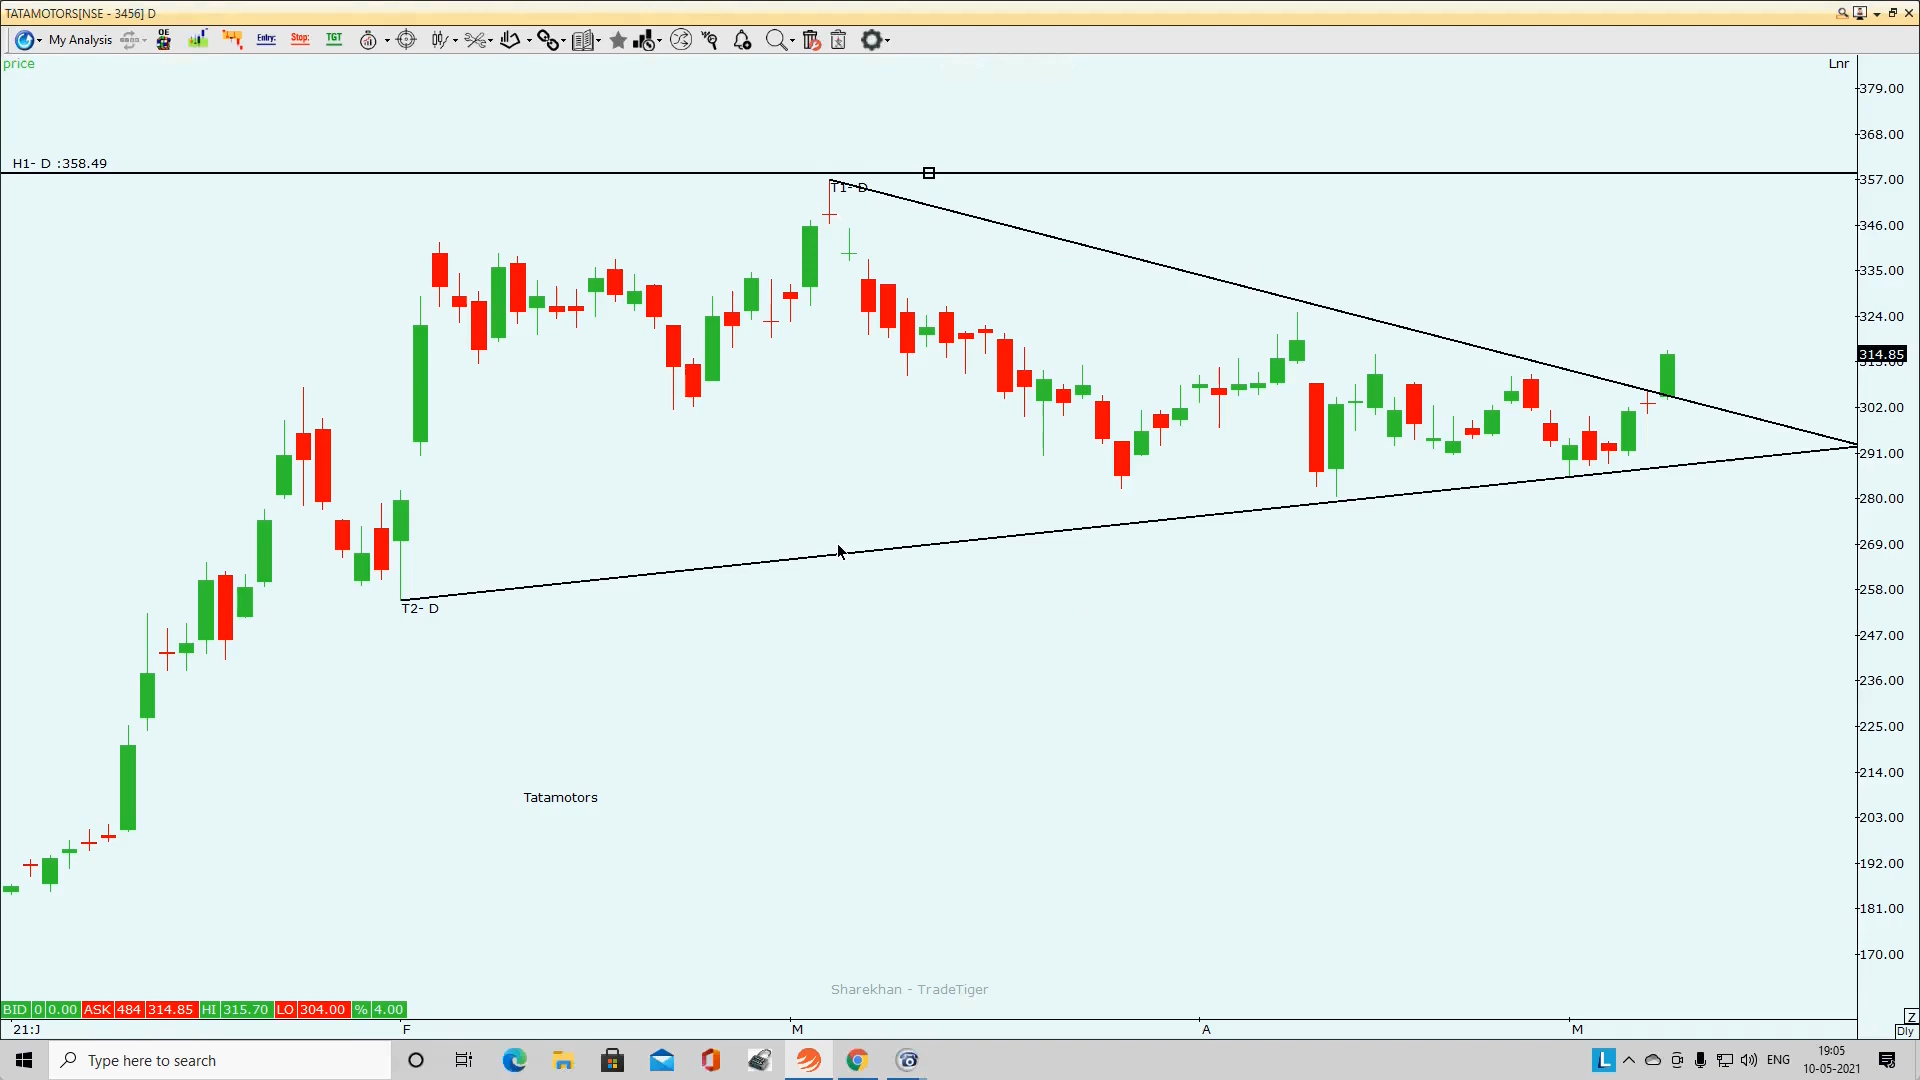 TATAMOTORS[NSE - 3456] D
My Analysis
OE
Entry:
Stop:
TGT
price
Lnr
379.00
368.00
H1- D :358.49
357.00
T1- D
346.00
335.00
324.00
314.85
302.00
291.00
280.00
269.00
258.00
T2- D
247.00
236.00
225.00
214.00
Tatamotors
203.00
192.00
181.00
170.00
Sharekhan - TradeTiger
BID 0 0.00 ASK 484 314.85 HI 315.70 LO 304.00 % 4.00
Z
21:J F M A M
Dly
Type here to search
L
ENG
19:05
10-05-2021